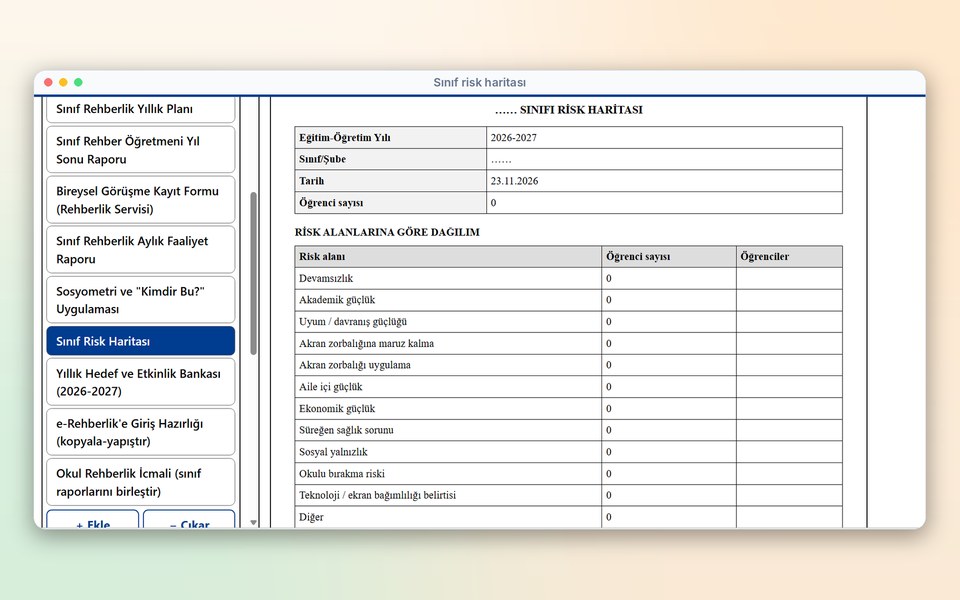 Sınıf risk haritası
Sınıf Rehberlik Yıllık Planı
Sınıf Rehber Öğretmeni Yıl
Sonu Raporu
Bireysel Görüşme Kayıt Formu
(Rehberlik Servisi)
Sınıf Rehberlik Aylık Faaliyet
Raporu
Sosyometri ve "Kimdir Bu?"
Uygulaması
Sınıf Risk Haritası
Yıllık Hedef ve Etkinlik Bankası
(2026-2027)
e-Rehberlik'e Giriş Hazırlığı
(kopyala-yapıştır)
Okul Rehberlik İcmali (sınıf
raporlarını birleştir)
+ Ekle
− Çıkar
...... SINIFI RİSK HARİTASI
Eğitim-Öğretim Yılı 2026-2027
Sınıf/Şube ......
Tarih 23.11.2026
Öğrenci sayısı 0
RİSK ALANLARINA GÖRE DAĞILIM
Risk alanı Öğrenci sayısı Öğrenciler
Devamsızlık 0
Akademik güçlük 0
Uyum / davranış güçlüğü 0
Akran zorbalığına maruz kalma 0
Akran zorbalığı uygulama 0
Aile içi güçlük 0
Ekonomik güçlük 0
Süreğen sağlık sorunu 0
Sosyal yalnızlık 0
Okulu bırakma riski 0
Teknoloji / ekran bağımlılığı belirtisi 0
Diğer 0